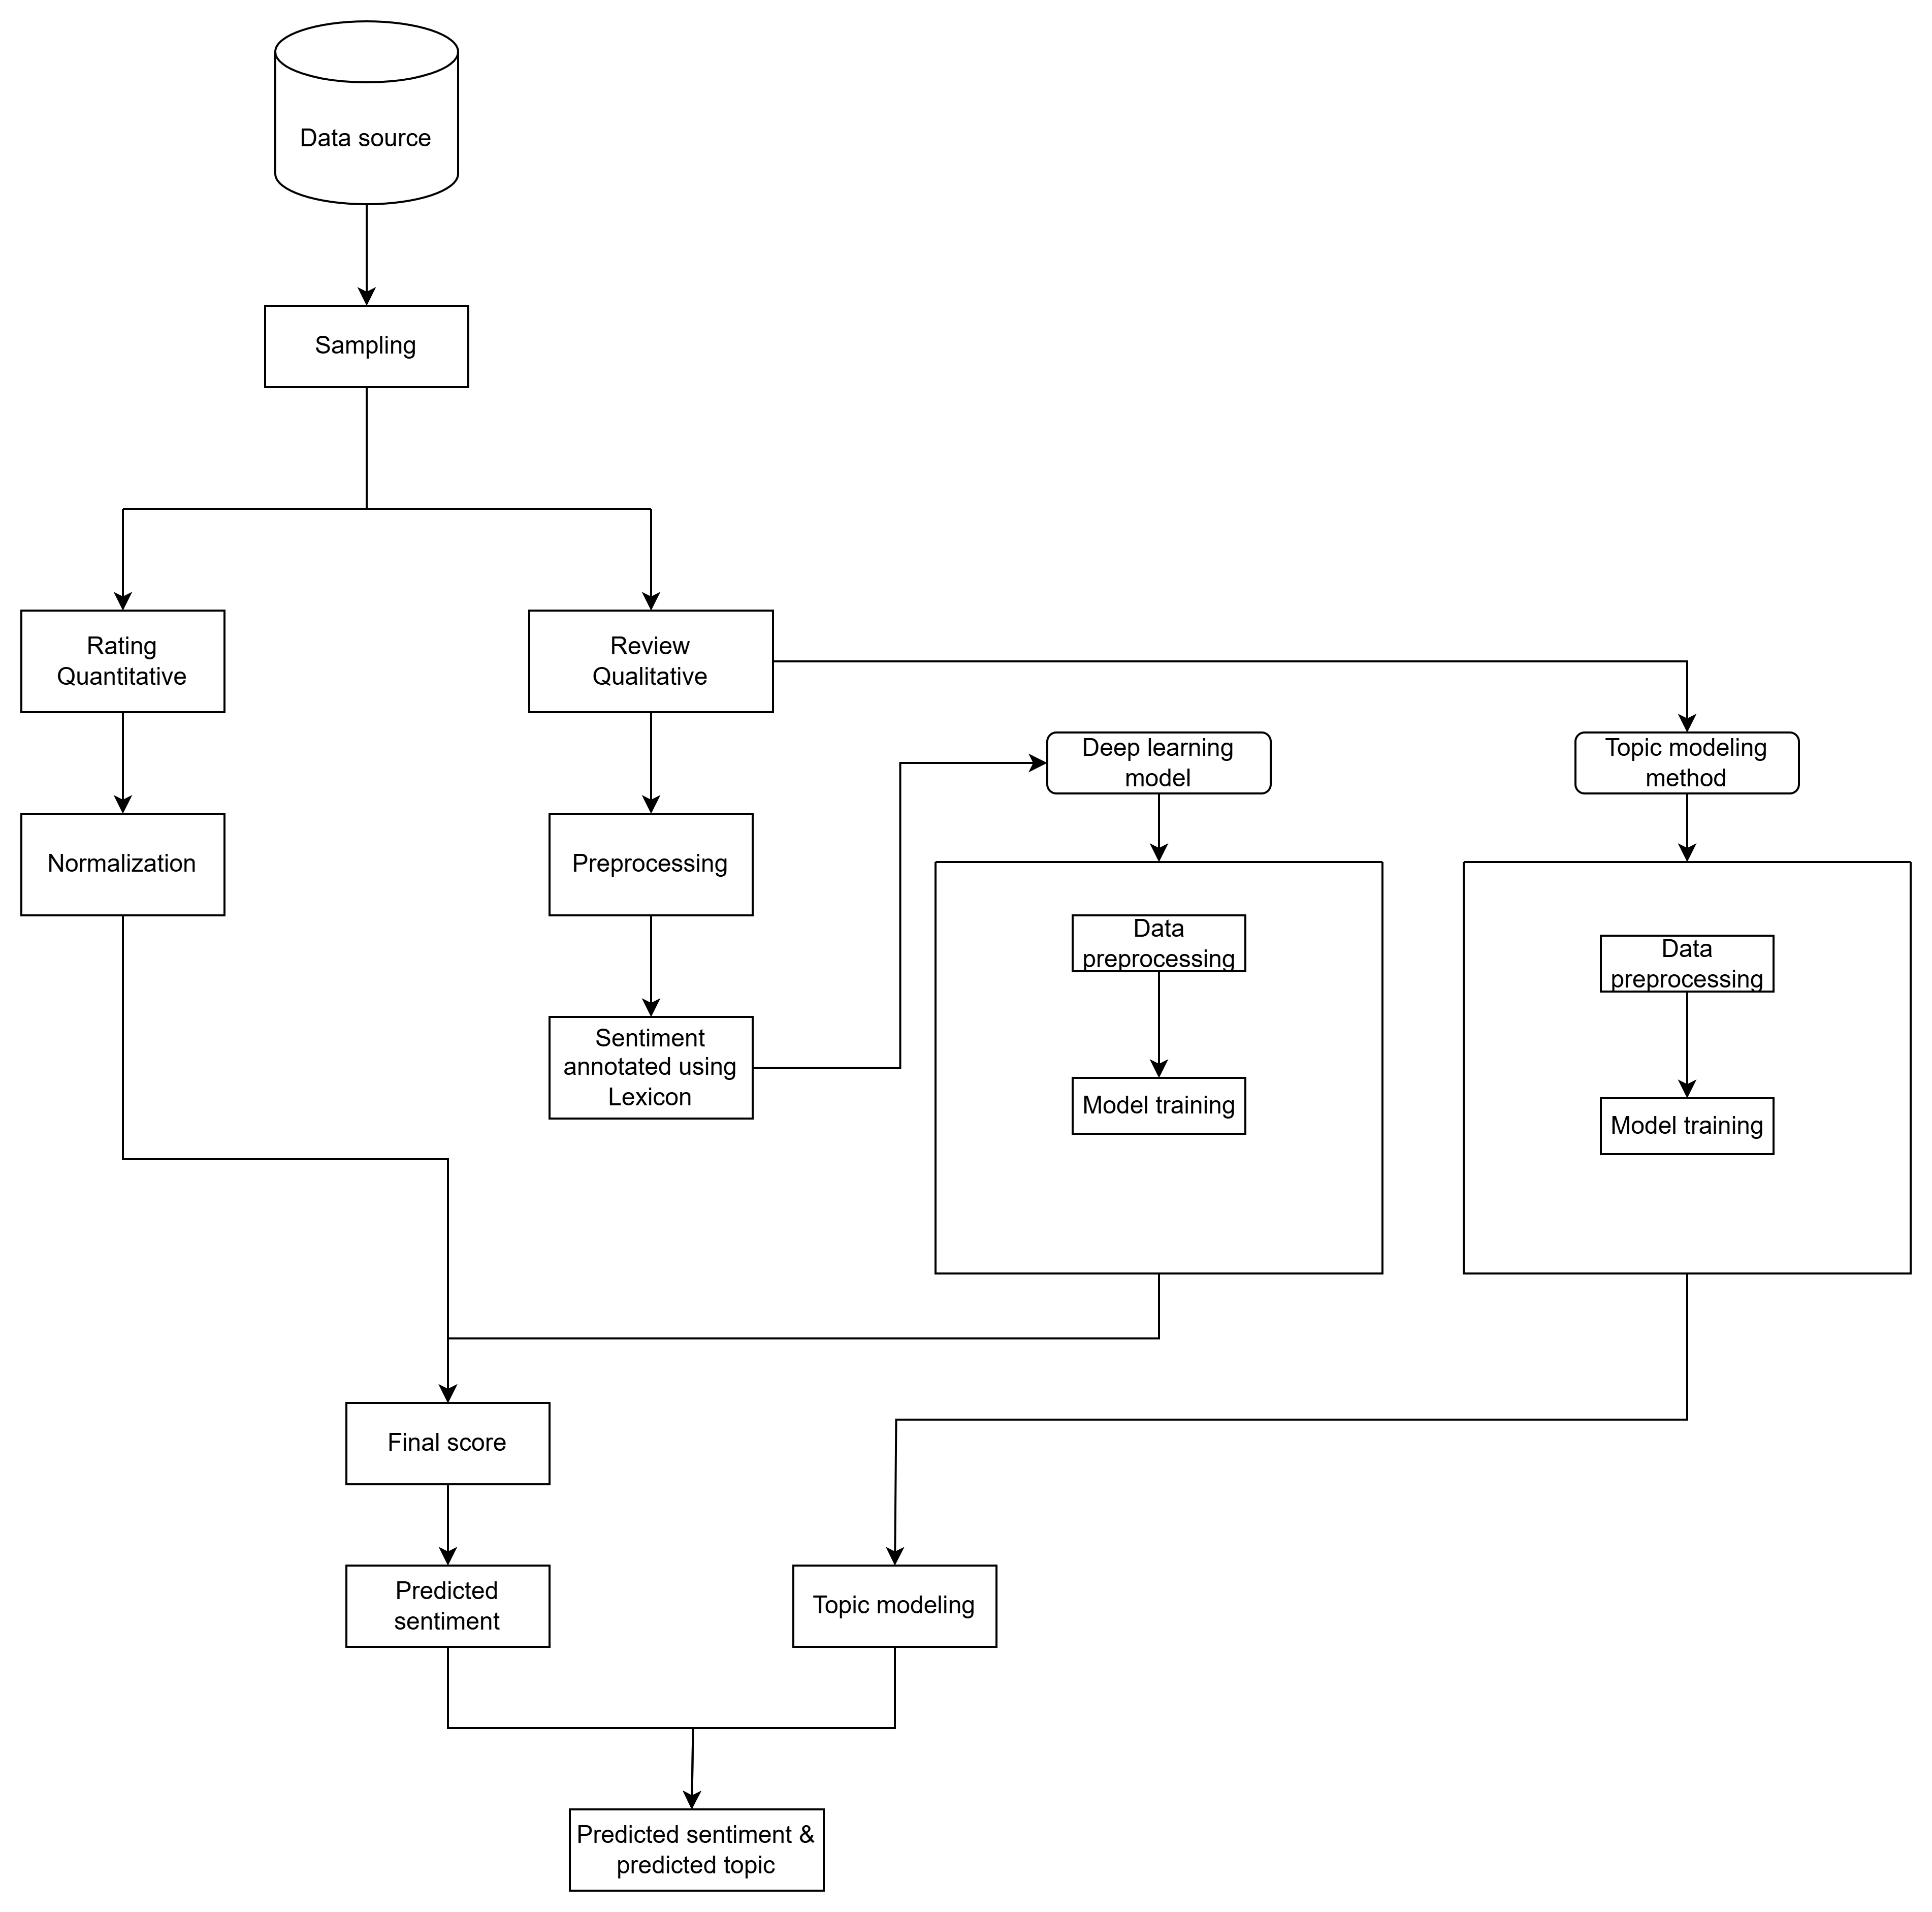 Data source
Sampling
Rating
Quantitative
Review
Qualitative
Deep learning
model
Topic modeling
method
Normalization
Preprocessing
Data
preprocessing
Data
preprocessing
Sentiment
annotated using
Lexicon
Model training
Model training
Final score
Predicted
sentiment
Topic modeling
Predicted sentiment &
predicted topic